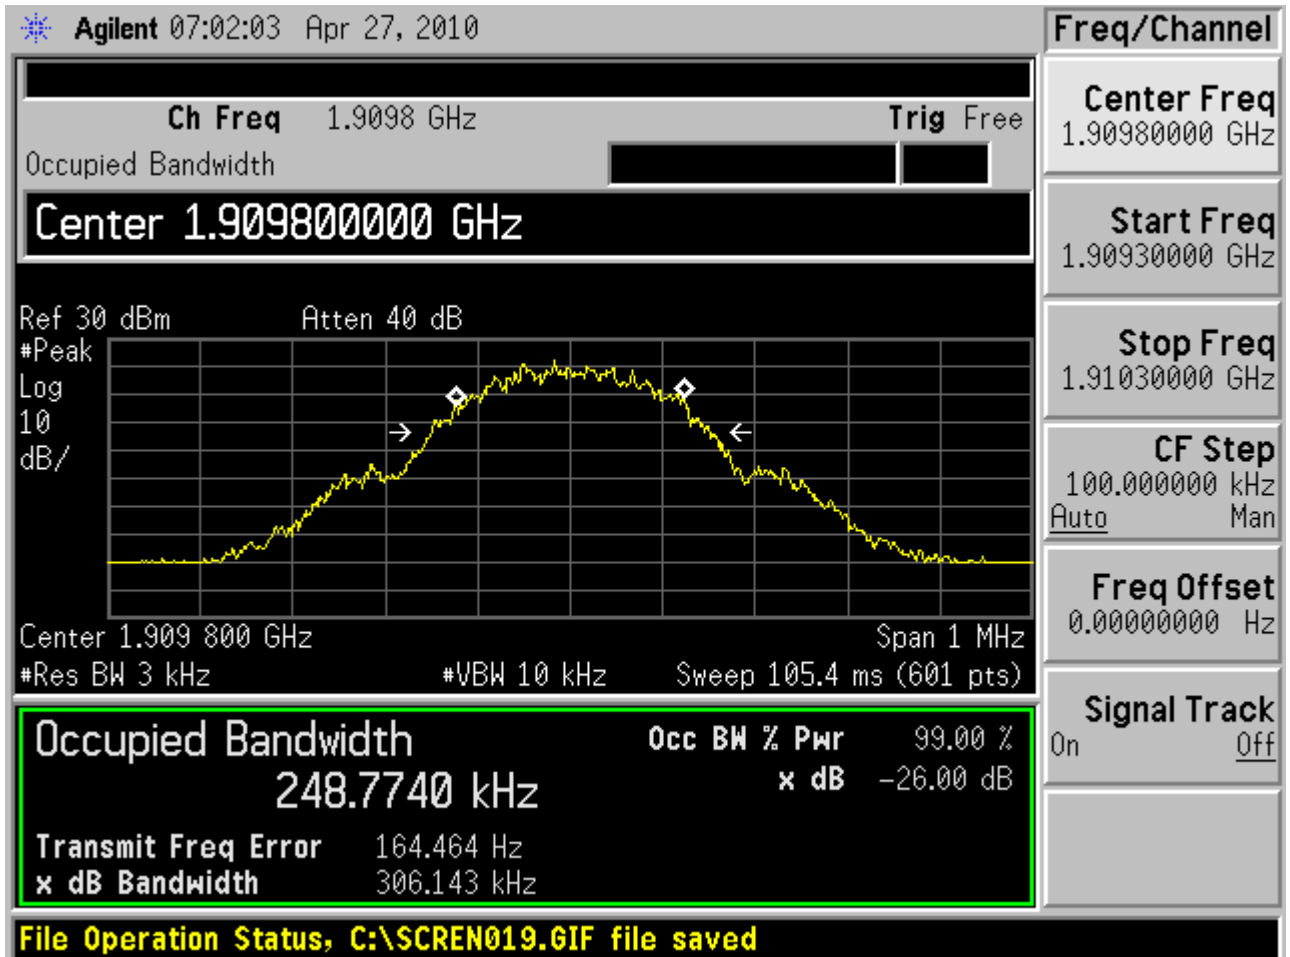 Agilent 07:02:03 Apr 27, 2010
Freq/Channel
Ch Freq 1.9098 GHz
Trig Free
Occupied Bandwidth
Center 1.909800000 GHz
Ref 30 dBm
Atten 40 dB
#Peak
Log
10
dB/
Center 1.909 800 GHz
Span 1 MHz
#Res BW 3 kHz
#VBW 10 kHz
Sweep 105.4 ms (601 pts)
Occupied Bandwidth
248.7740 kHz
Occ BW % Pwr 99.00 %
x dB -26.00 dB
Transmit Freq Error 164.464 Hz
x dB Bandwidth 306.143 kHz
File Operation Status, C:\SCREN019.GIF file saved
Center Freq
1.90980000 GHz
Start Freq
1.90930000 GHz
Stop Freq
1.91030000 GHz
CF Step
100.000000 kHz
Auto Man
Freq Offset
0.00000000 Hz
Signal Track
On Off